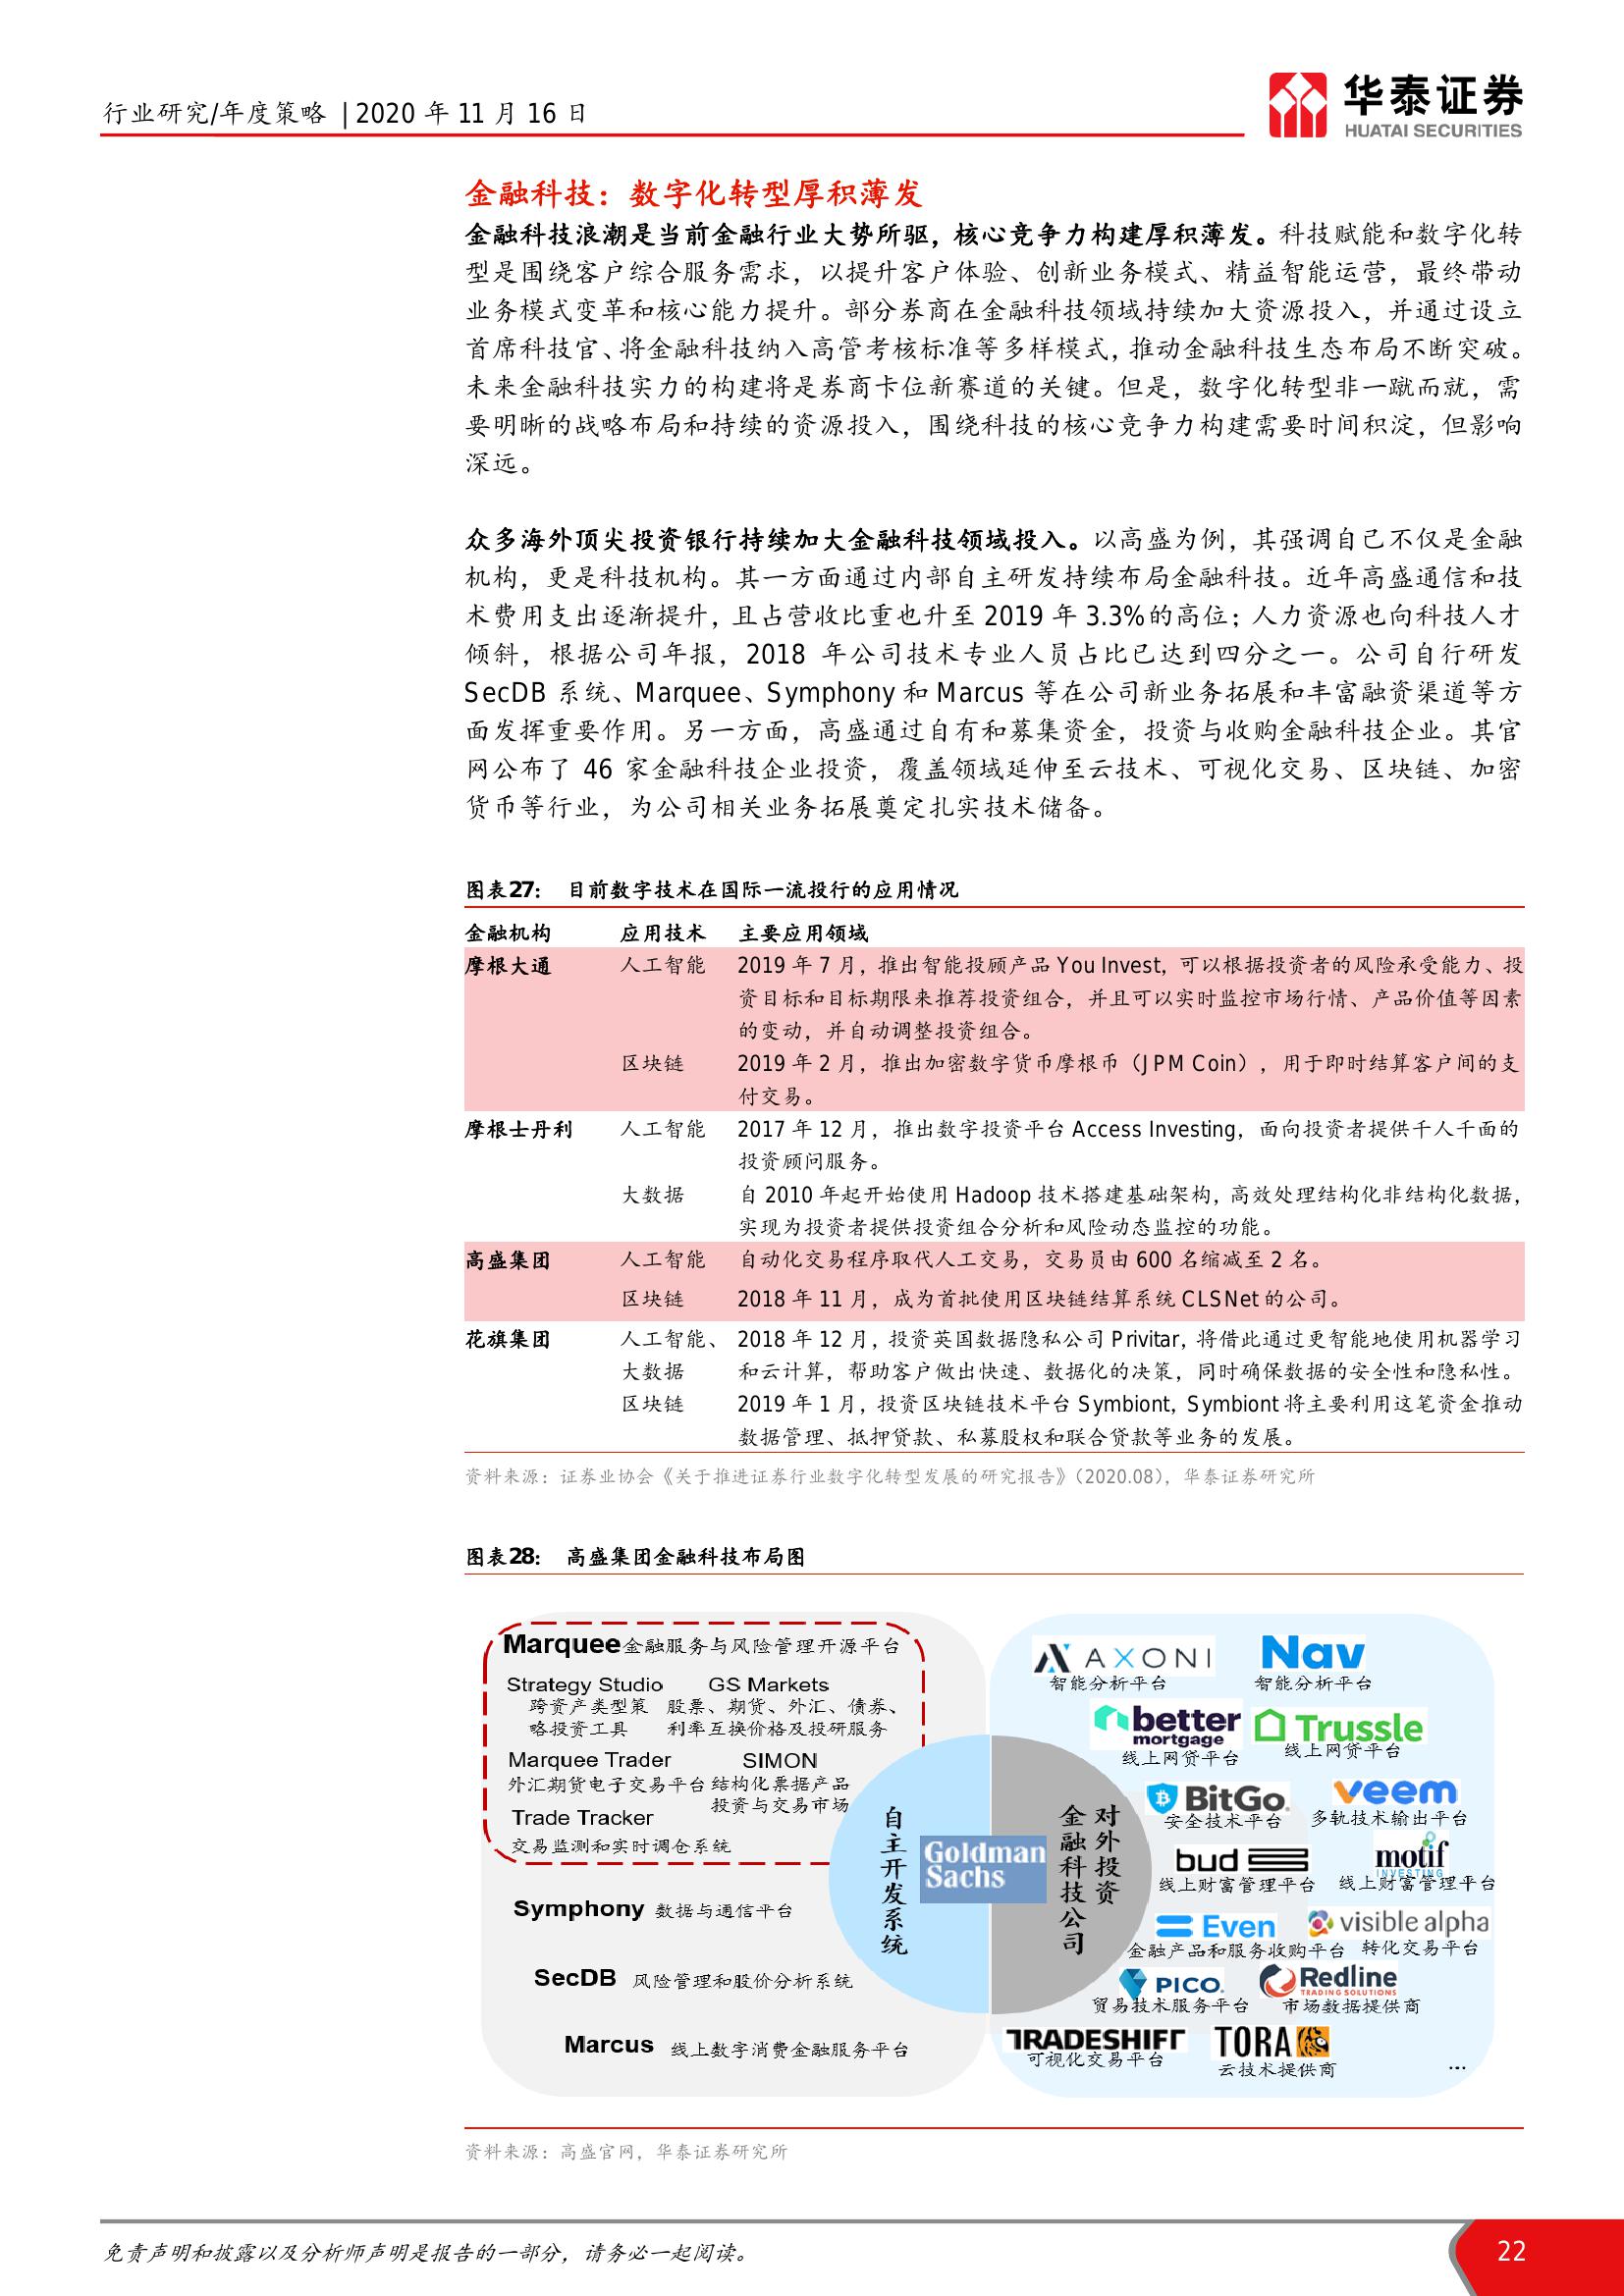 行业研究/年度策略 | 2020 年 11 月 16 日
华泰证券
HUATAI SECURITIES
金融科技：数字化转型厚积薄发
金融科技浪潮是当前金融行业大势所驱，核心竞争力构建厚积薄发。科技赋能和数字化转
型是围绕客户综合服务需求，以提升客户体验、创新业务模式、精益智能运营，最终带动
业务模式变革和核心能力提升。部分券商在金融科技领域持续加大资源投入，并通过设立
首席科技官、将金融科技纳入高管考核标准等多样模式，推动金融科技生态布局不断突破。
未来金融科技实力的构建将是券商卡位新赛道的关键。但是，数字化转型非一蹴而就，需
要明晰的战略布局和持续的资源投入，围绕科技的核心竞争力构建需要时间积淀，但影响
深远。
众多海外顶尖投资银行持续加大金融科技领域投入。以高盛为例，其强调自己不仅是金融
机构，更是科技机构。其一方面通过内部自主研发持续布局金融科技。近年高盛通信和技
术费用支出逐渐提升，且占营收比重也升至 2019 年 3.3%的高位；人力资源也向科技人才
倾斜，根据公司年报，2018 年公司技术专业人员占比已达到四分之一。公司自行研发
SecDB 系统、Marquee、Symphony 和 Marcus 等在公司新业务拓展和丰富融资渠道等方
面发挥重要作用。另一方面，高盛通过自有和募集资金，投资与收购金融科技企业。其官
网公布了 46 家金融科技企业投资，覆盖领域延伸至云技术、可视化交易、区块链、加密
货币等行业，为公司相关业务拓展奠定扎实技术储备。
图表27： 目前数字技术在国际一流投行的应用情况
金融机构 应用技术 主要应用领域
摩根大通 人工智能 2019 年 7 月，推出智能投顾产品 You Invest，可以根据投资者的风险承受能力、投
资目标和目标期限来推荐投资组合，并且可以实时监控市场行情、产品价值等因素
的变动，并自动调整投资组合。
区块链 2019 年 2 月，推出加密数字货币摩根币（JPM Coin），用于即时结算客户间的支
付交易。
摩根士丹利 人工智能 2017 年 12 月，推出数字投资平台 Access Investing，面向投资者提供千人千面的
投资顾问服务。
大数据 自 2010 年起开始使用 Hadoop 技术搭建基础架构，高效处理结构化非结构化数据，
实现为投资者提供投资组合分析和风险动态监控的功能。
高盛集团 人工智能 自动化交易程序取代人工交易，交易员由 600 名缩减至 2 名。
区块链 2018 年 11 月，成为首批使用区块链结算系统 CLSNet 的公司。
花旗集团 人工智能、 2018 年 12 月，投资英国数据隐私公司 Privitar，将借此通过更智能地使用机器学习
大数据 和云计算，帮助客户做出快速、数据化的决策，同时确保数据的安全性和隐私性。
区块链 2019 年 1 月，投资区块链技术平台 Symbiont，Symbiont 将主要利用这笔资金推动
数据管理、抵押贷款、私募股权和联合贷款等业务的发展。
资料来源：证券业协会《关于推进证券行业数字化转型发展的研究报告》（2020.08），华泰证券研究所
图表28： 高盛集团金融科技布局图
Marquee金融服务与风险管理开源平台
Strategy Studio GS Markets
跨资产类型策 股票、期货、外汇、债券、
略投资工具 利率互换价格及投研服务
Marquee Trader SIMON
外汇期货电子交易平台 结构化票据产品
投资与交易市场
Trade Tracker
交易监测和实时调仓系统
Symphony 数据与通信平台
SecDB 风险管理和股价分析系统
Marcus 线上数字消费金融服务平台
自主开发系统
Goldman
Sachs
对外投资
金融科技公司
AXONI Nav
智能分析平台 智能分析平台
better
mortgage
Trussle
线上网贷平台 线上网贷平台
BitGo veem
安全技术平台 多轨技术输出平台
bud motif
INVESTING
线上财富管理平台 线上财富管理平台
Even visible alpha
金融产品和服务收购平台 转化交易平台
PICO Redline
TRADING SOLUTIONS
贸易技术服务平台 市场数据提供商
TRADESHIFT TORA
可视化交易平台 云技术提供商
...
资料来源：高盛官网，华泰证券研究所
免责声明和披露以及分析师声明是报告的一部分，请务必一起阅读。
22